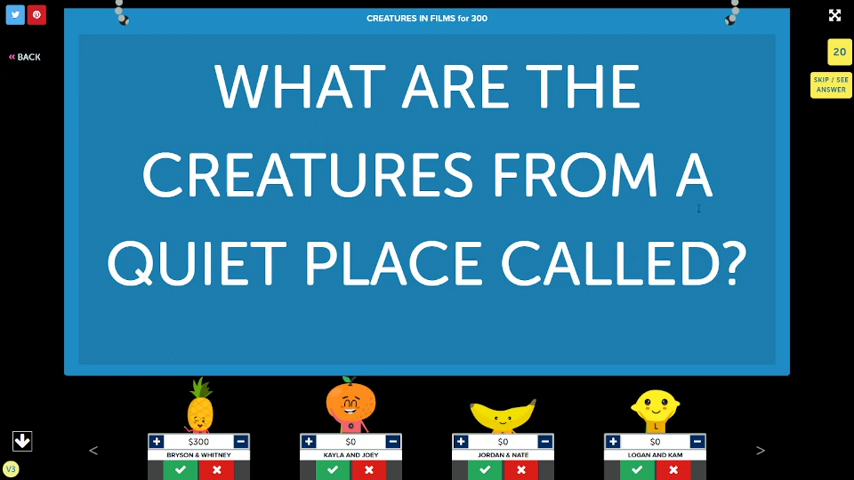 CREATURES IN FILMS for 300
« BACK
20
SKIP / SEE
ANSWER
WHAT ARE THE
CREATURES FROM A
QUIET PLACE CALLED?
+ $300 −
BRYSON & WHITNEY
+ $0 −
KAYLA AND JOEY
+ $0 −
JORDAN & NATE
L
+ $0 −
LOGAN AND KAM
< >
V3